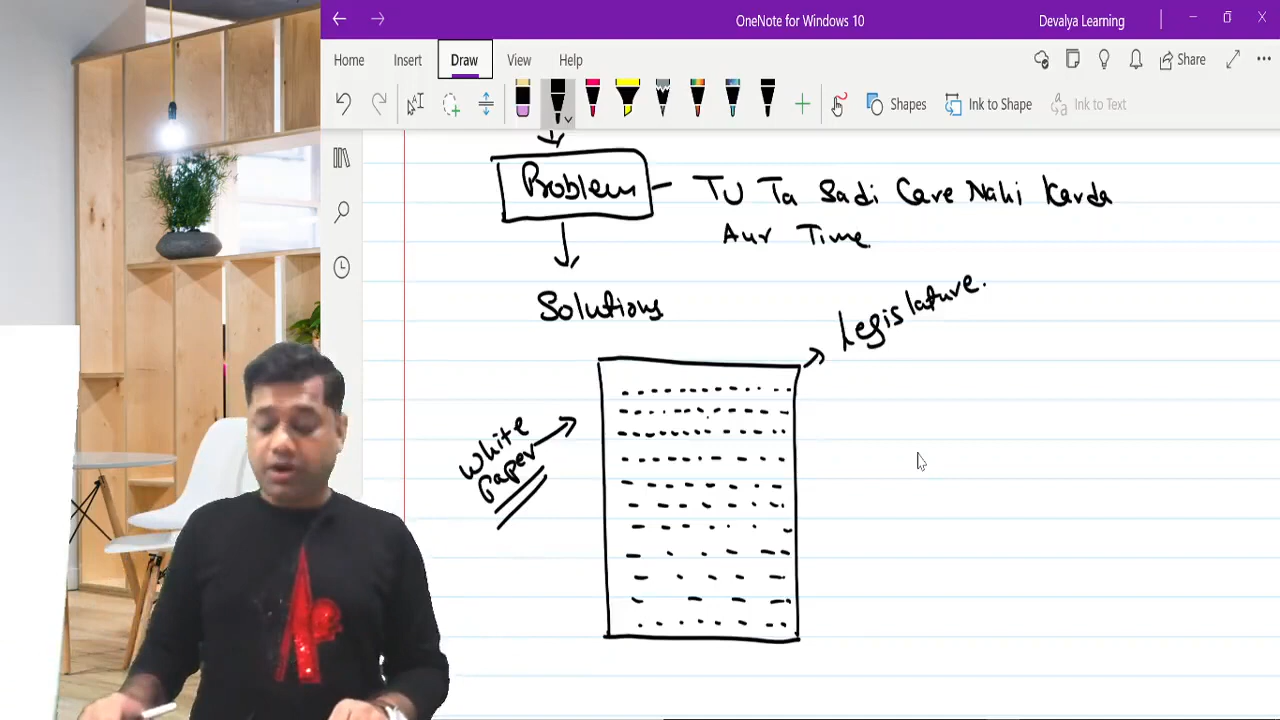 OneNote for Windows 10
Devalya Learning
Home Insert Draw View Help
Share
Shapes
Ink to Shape
Ink to Text
Problem - TU Ta Sadi Care Nahi Karda
Aur Time
Solutions
Legislature.
White
Paper